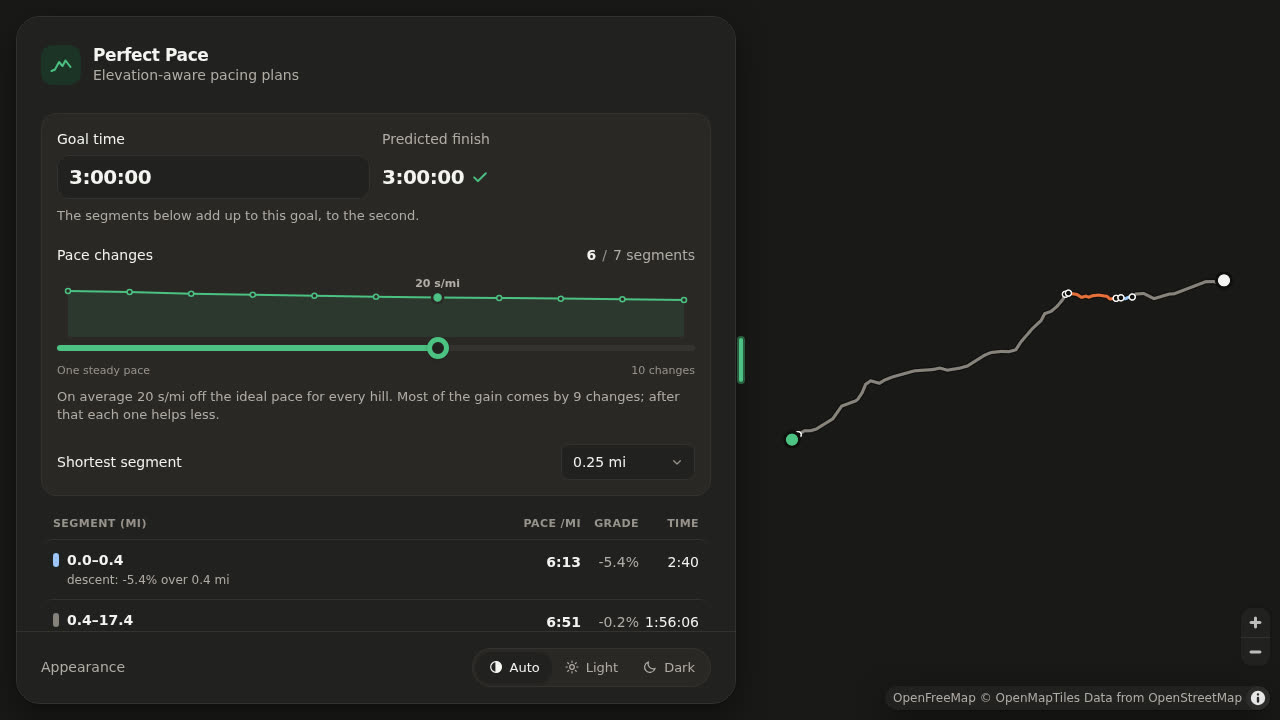 Perfect Pace
Elevation-aware pacing plans
Goal time
Predicted finish
3:00:00
3:00:00
The segments below add up to this goal, to the second.
Pace changes
6 / 7 segments
20 s/mi
One steady pace
10 changes
On average 20 s/mi off the ideal pace for every hill. Most of the gain comes by 9 changes; after
that each one helps less.
Shortest segment
0.25 mi
SEGMENT (MI) PACE /MI GRADE TIME
0.0–0.4 6:13 -5.4% 2:40
descent: -5.4% over 0.4 mi
0.4–17.4 6:51 -0.2% 1:56:06
Appearance
Auto
Light
Dark
OpenFreeMap © OpenMapTiles Data from OpenStreetMap